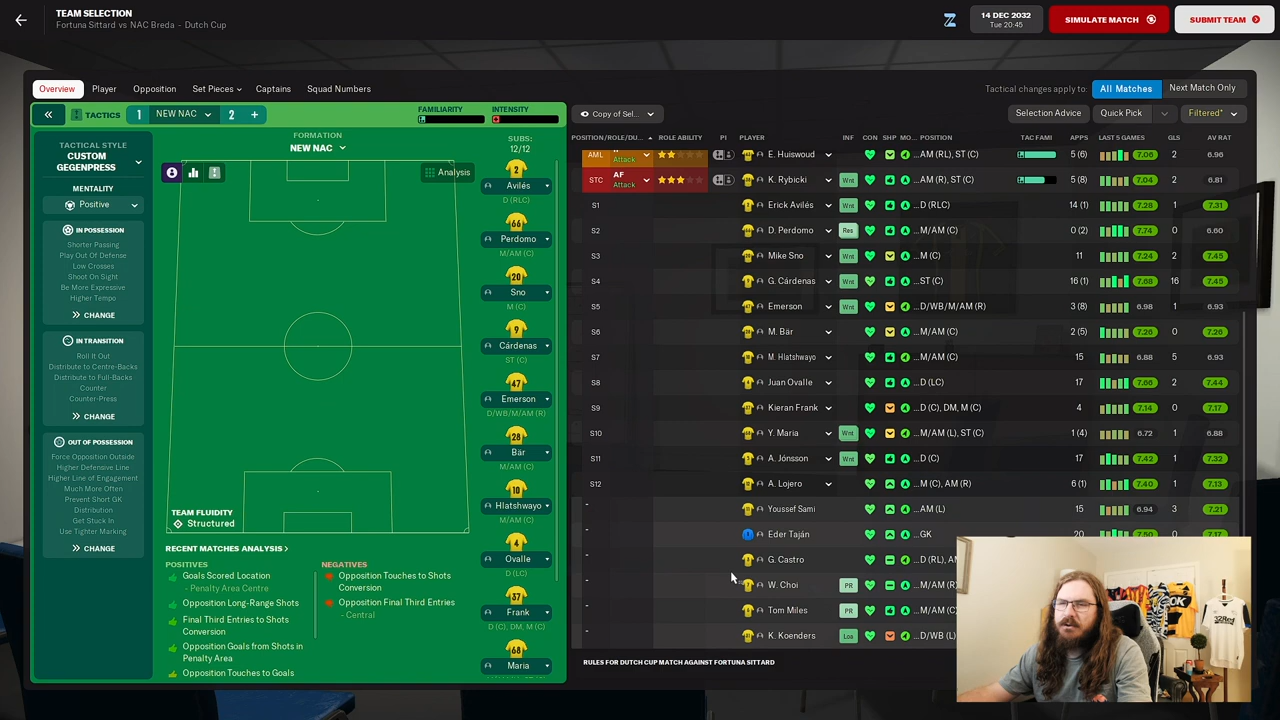 TEAM SELECTION
Fortuna Sittard vs NAC Breda - Dutch Cup
14 DEC 2032
Tue 20:45
SIMULATE MATCH
SUBMIT TEAM
Overview
Player
Opposition
Set Pieces
Captains
Squad Numbers
Tactical changes apply to:
All Matches
Next Match Only
TACTICS
1
NEW NAC
2
FAMILIARITY
INTENSITY
Copy of Sel...
Selection Advice
Quick Pick
Filtered*
TACTICAL STYLE
CUSTOM
GEGENPRESS
MENTALITY
Positive
IN POSSESSION
Shorter Passing
Play Out Of Defense
Low Crosses
Shoot On Sight
Be More Expressive
Higher Tempo
CHANGE
IN TRANSITION
Roll It Out
Distribute to Centre-Backs
Distribute to Full-Backs
Counter
Counter-Press
CHANGE
OUT OF POSSESSION
Force Opposition Outside
Higher Defensive Line
Higher Line of Engagement
Much More Often
Prevent Short GK
Distribution
Get Stuck In
Use Tighter Marking
CHANGE
FORMATION
NEW NAC
Analysis
TEAM FLUIDITY
Structured
SUBS:
12/12
2
Avilés
D (RLC)
66
Perdomo
M/AM (C)
20
Sno
M (C)
9
Cárdenas
ST (C)
47
Emerson
D/WB/M/AM (R)
28
Bär
M/AM (C)
10
Hlatshwayo
M/AM (C)
4
Ovalle
D (LC)
37
Frank
D (C), DM, M (C)
68
Maria
RECENT MATCHES ANALYSIS >
POSITIVES
Goals Scored Location
- Penalty Area Centre
Opposition Long-Range Shots
Final Third Entries to Shots
Conversion
Opposition Goals from Shots in
Penalty Area
Opposition Touches to Goals
NEGATIVES
Opposition Touches to Shots
Conversion
Opposition Final Third Entries
- Central
POSITION/ROLE/DU... ROLE ABILITY PI PLAYER INF CON SHP MO... POSITION TAC FAMI APPS LAST 5 GAMES GLS AV RAT
AML Attack E. Huiswoud AM (RL), ST (C) 5 (6) 7.06 2 6.96
STC AF Attack K. Rybicki Wnt ...AM (R), ST (C) 5 (8) 7.04 2 6.81
S1 Erick Avilés Wnt ...D (RLC) 14 (1) 7.28 1 7.31
S2 D. Perdomo Res ...M/AM (C) 0 (2) 7.74 0 6.60
S3 Mike Sno Wnt ...M (C) 11 7.24 2 7.45
S4 G. Cárdenas Wnt ...ST (C) 16 (1) 7.68 16 7.45
S5 Emerson Wnt ...D/WB/M/AM (R) 3 (8) 6.98 1 6.93
S6 M. Bär ...M/AM (C) 2 (5) 7.26 0 7.26
S7 M. Hlatshwayo ...M/AM (C) 15 6.88 5 6.93
S8 Juan Ovalle ...D (LC) 17 7.66 2 7.44
S9 Kieran Frank ...D (C), DM, M (C) 4 7.14 0 7.17
S10 Y. Maria Wnt ...M/AM (L), ST (C) 1 (4) 6.72 1 6.88
S11 A. Jónsson Wnt ...D (C) 17 7.42 1 7.32
S12 A. Lojero ...M (C), AM (R) 6 (1) 7.40 1 7.13
- Youssef Sami ...AM (L) 15 6.94 3 7.21
- Eder Taján ...GK 20 7.50 0 7.17
- G. Castro ...D (RL), AM
- W. Choi PR ...M/AM (R)
- Tom Miles PR ...M/AM (C)
- K. Koenders Loa ...D/WB (L)
RULES FOR DUTCH CUP MATCH AGAINST FORTUNA SITTARD